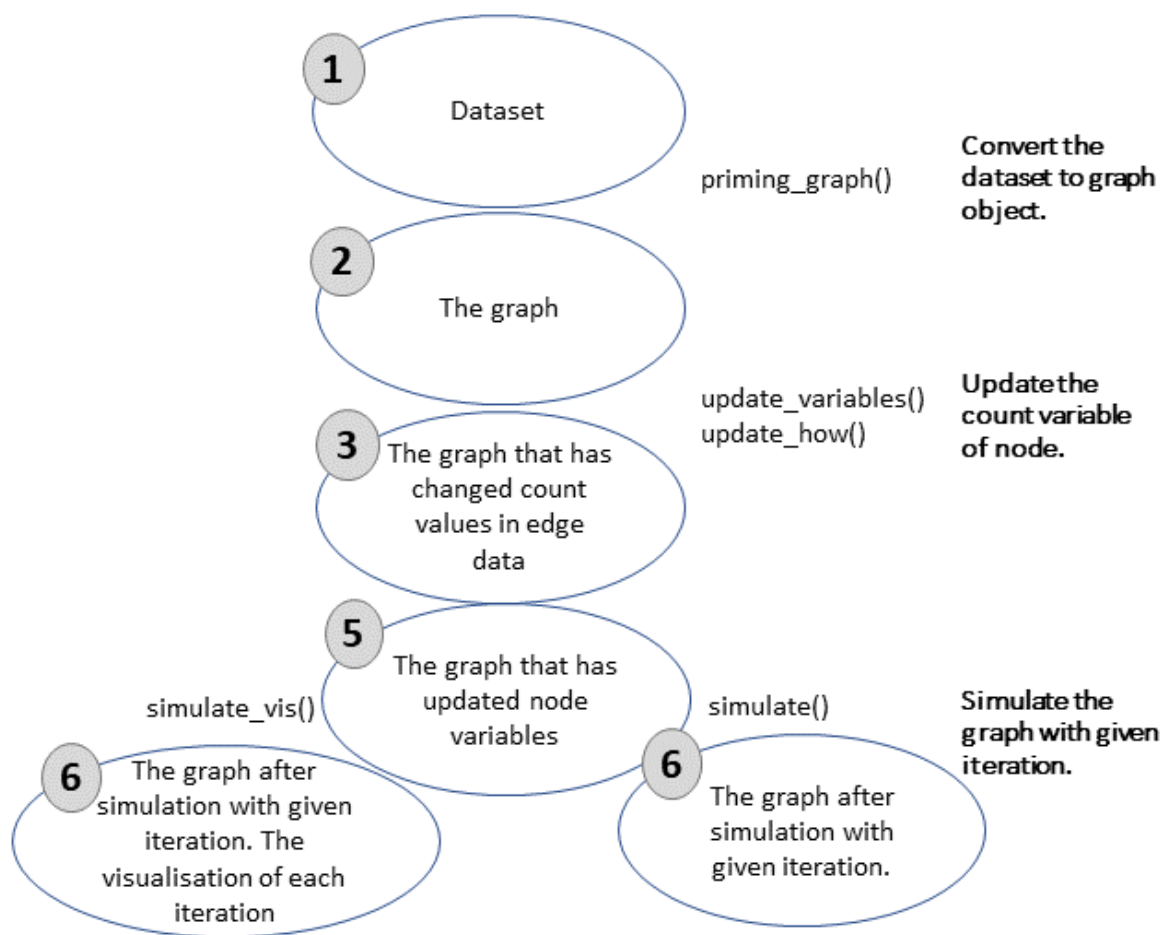 1
Dataset
priming_graph()
Convert the
dataset to graph
object.
2
The graph
update_variables()
update_how()
Update the
count variable
of node.
3
The graph that has
changed count
values in edge
data
5
The graph that has
updated node
variables
simulate_vis()
simulate()
Simulate the
graph with given
iteration.
6
The graph after
simulation with given
iteration. The
visualisation of each
iteration
6
The graph after
simulation with
given iteration.